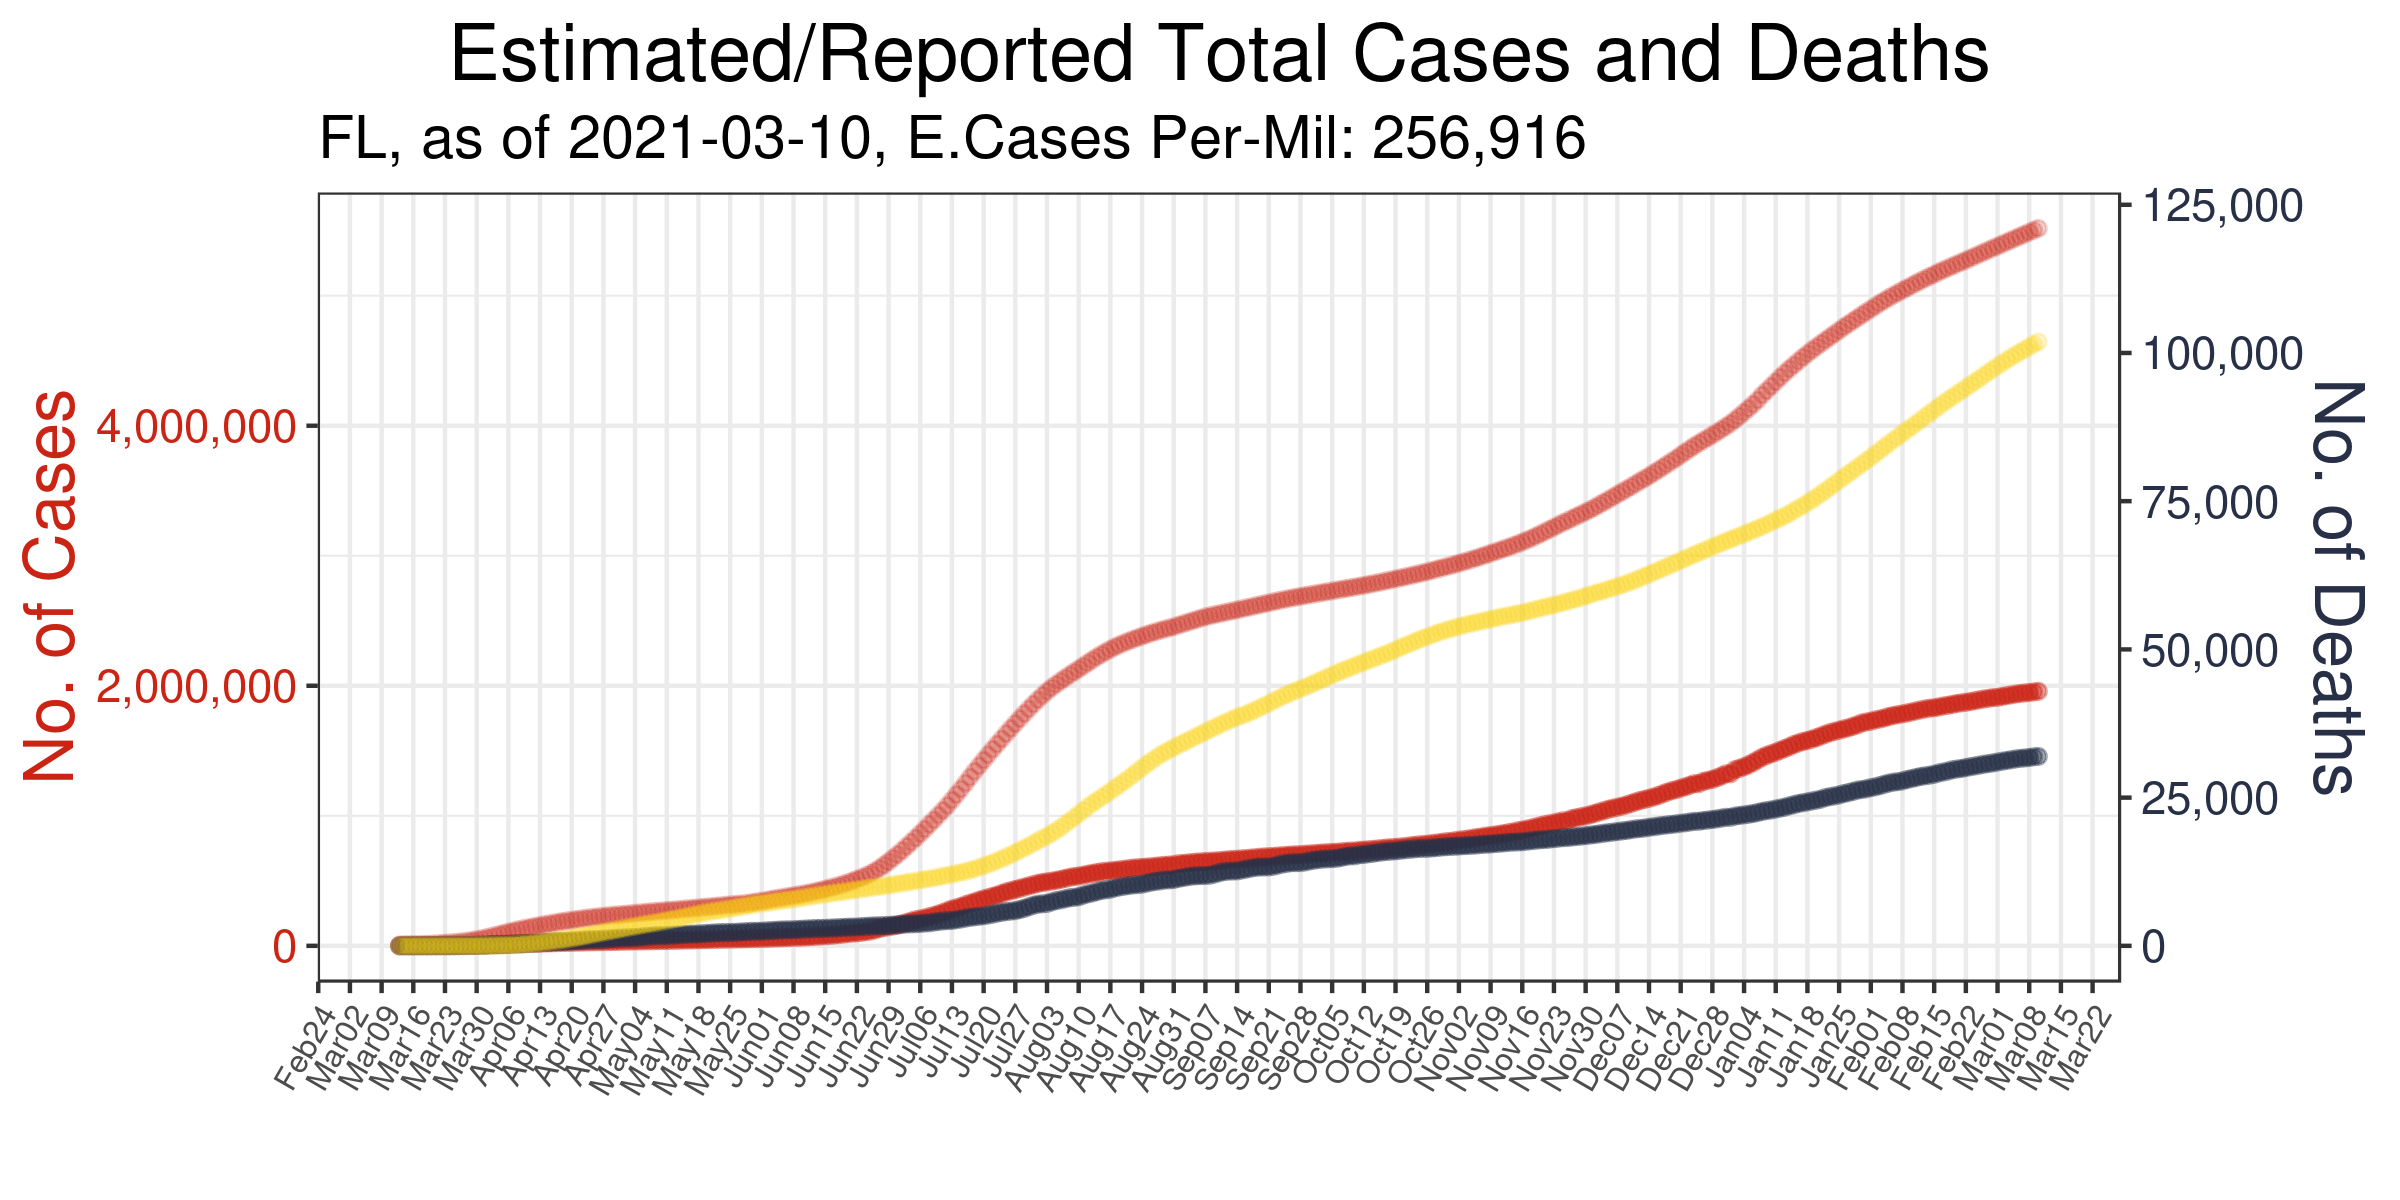 Estimated/Reported Total Cases and Deaths
FL, as of 2021-03-10, E.Cases Per-Mil: 256,916
No. of Cases
4,000,000
2,000,000
0
125,000
100,000
75,000
50,000
25,000
0
No. of Deaths
Feb24
Mar02
Mar09
Mar16
Mar23
Mar30
Apr06
Apr13
Apr20
Apr27
May04
May11
May18
May25
Jun01
Jun08
Jun15
Jun22
Jun29
Jul06
Jul13
Jul20
Jul27
Aug03
Aug10
Aug17
Aug24
Aug31
Sep07
Sep14
Sep21
Sep28
Oct05
Oct12
Oct19
Oct26
Nov02
Nov09
Nov16
Nov23
Nov30
Dec07
Dec14
Dec21
Dec28
Jan04
Jan11
Jan18
Jan25
Feb01
Feb08
Feb15
Feb22
Mar01
Mar08
Mar15
Mar22